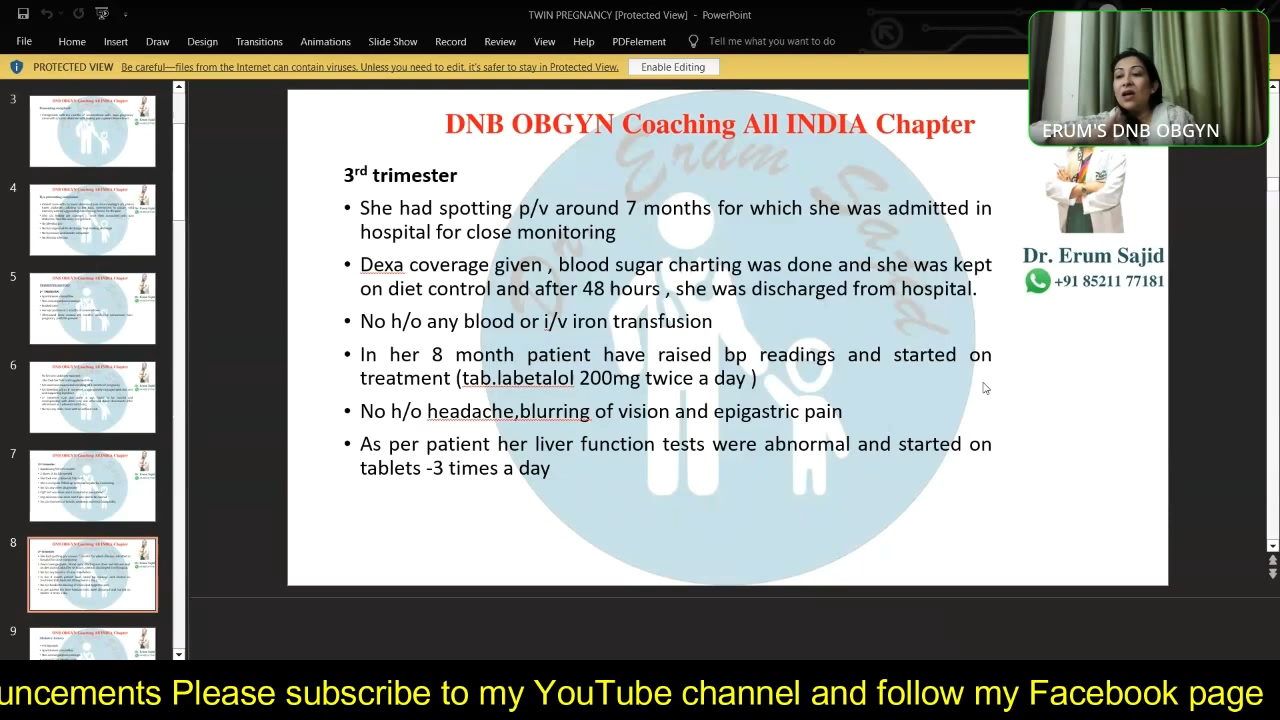 TWIN PREGNANCY [Protected View] - PowerPoint
File Home Insert Draw Design Transitions Animations Slide Show Record Review View Help PDFelement Tell me what you want to do
PROTECTED VIEW Be careful—files from the Internet can contain viruses. Unless you need to edit, it's safer to stay in Protected View. Enable Editing
ERUM'S DNB OBGYN
3
4
5
6
7
8
9
DNB OBGYN Coaching All INDIA Chapter
3rd trimester
• She had spotting p/v around 7 months for which she was admitted in
hospital for close monitoring
• Dexa coverage given , blood sugar charting was done and she was kept
on diet control and after 48 hours , she was discharged from hospital.
• No h/o any blood or i/v iron transfusion
• In her 8 month patient have raised bp readings and started on
• No h/o headache,blurring of vision and epigastric pain
• As per patient her liver function tests were abnormal and started on
tablets -3 times a day
Dr. Erum Sajid
+91 85211 77181
uncements Please subscribe to my YouTube channel and follow my Facebook page